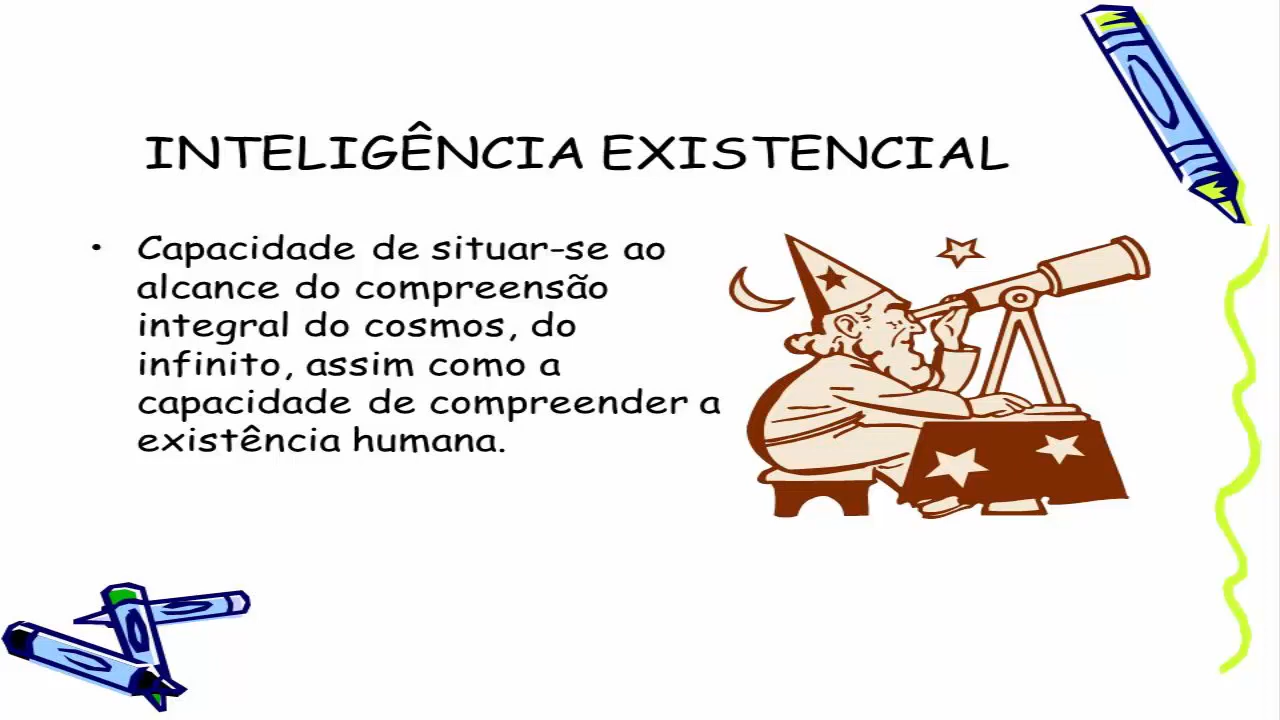 INTELIGÊNCIA EXISTENCIAL
• Capacidade de situar-se ao
alcance do compreensão
integral do cosmos, do
infinito, assim como a
capacidade de compreender a
existência humana.